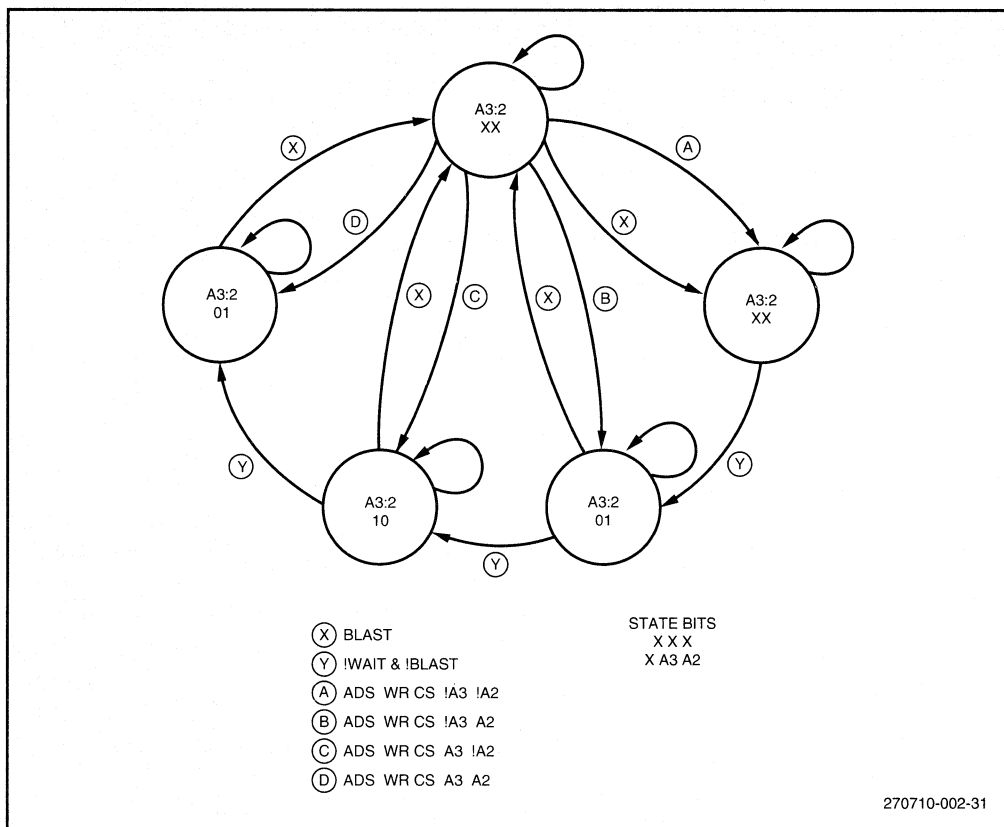 A3:2
XX
X
A
D
X
X
C
X
B
A3:2
01
A3:2
XX
Y
Y
A3:2
10
A3:2
01
Y
X BLAST
Y !WAIT & !BLAST
A ADS WR CS !A3 !A2
B ADS WR CS !A3 A2
C ADS WR CS A3 !A2
D ADS WR CS A3 A2
STATE BITS
X X X
X A3 A2
270710-002-31